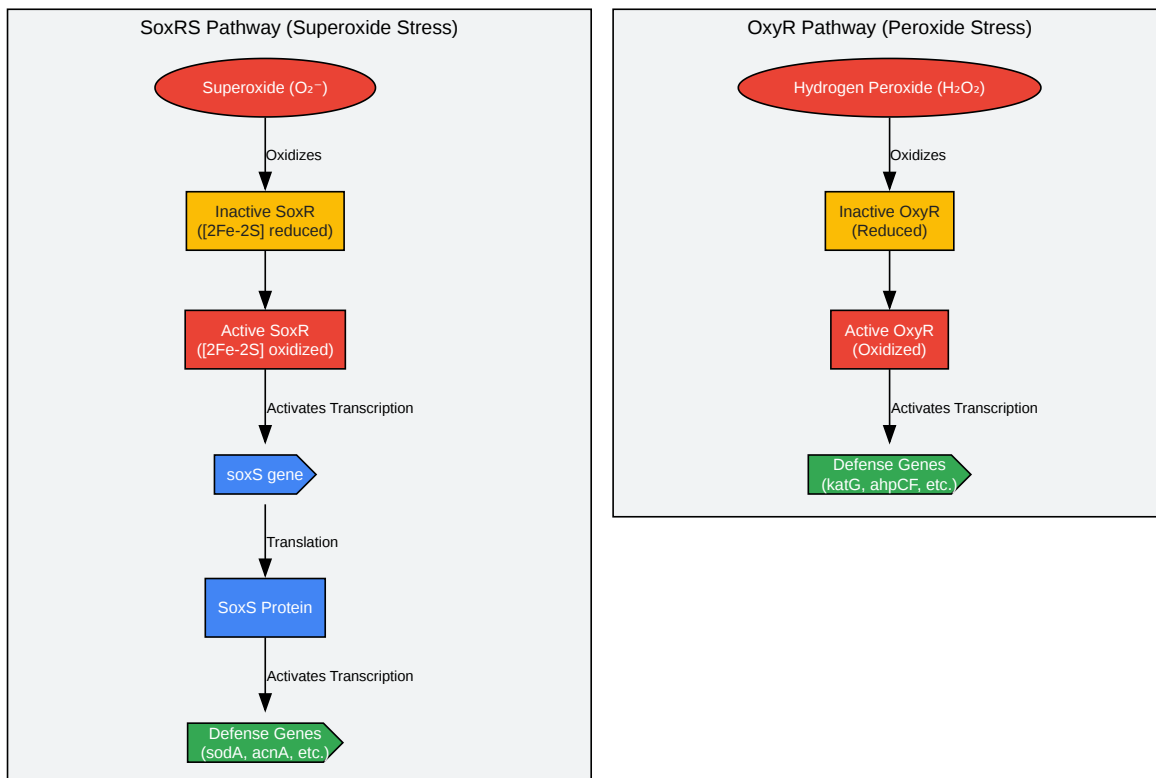 SoxRS Pathway (Superoxide Stress)
Superoxide (O₂⁻)
Oxidizes
Inactive SoxR
([2Fe-2S] reduced)
Active SoxR
([2Fe-2S] oxidized)
Activates Transcription
soxS gene
Translation
SoxS Protein
Activates Transcription
Defense Genes
(sodA, acnA, etc.)
OxyR Pathway (Peroxide Stress)
Hydrogen Peroxide (H₂O₂)
Oxidizes
Inactive OxyR
(Reduced)
Active OxyR
(Oxidized)
Activates Transcription
Defense Genes
(katG, ahpCF, etc.)